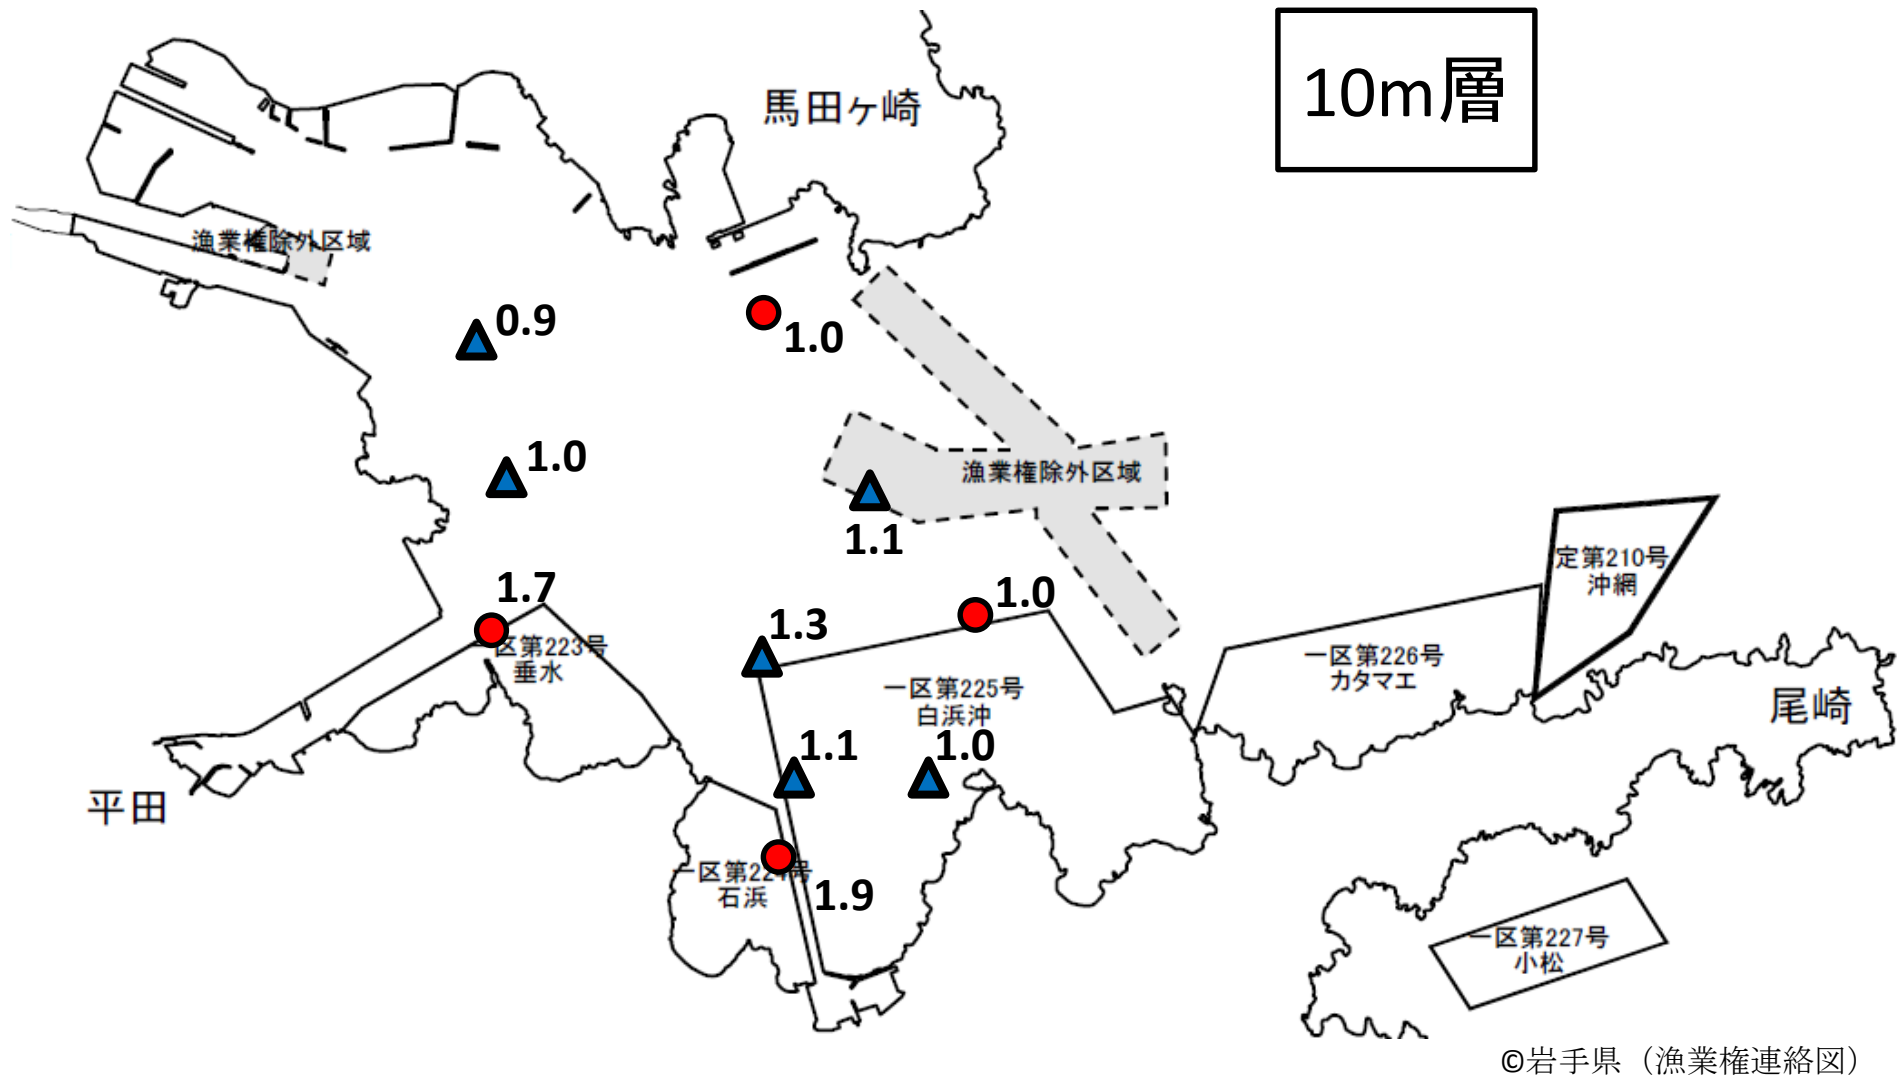 10m層
馬田ヶ崎
漁業権除外区域
0.9
1.0
1.0
漁業権除外区域
1.1
定第210号
沖網
1.7
1.0
1.3
一区第223号
垂水
一区第225号
白浜沖
一区第226号
カタマエ
尾崎
1.1
1.0
平田
一区第224号
石浜
1.9
一区第227号
小松
©岩手県（漁業権連絡図）